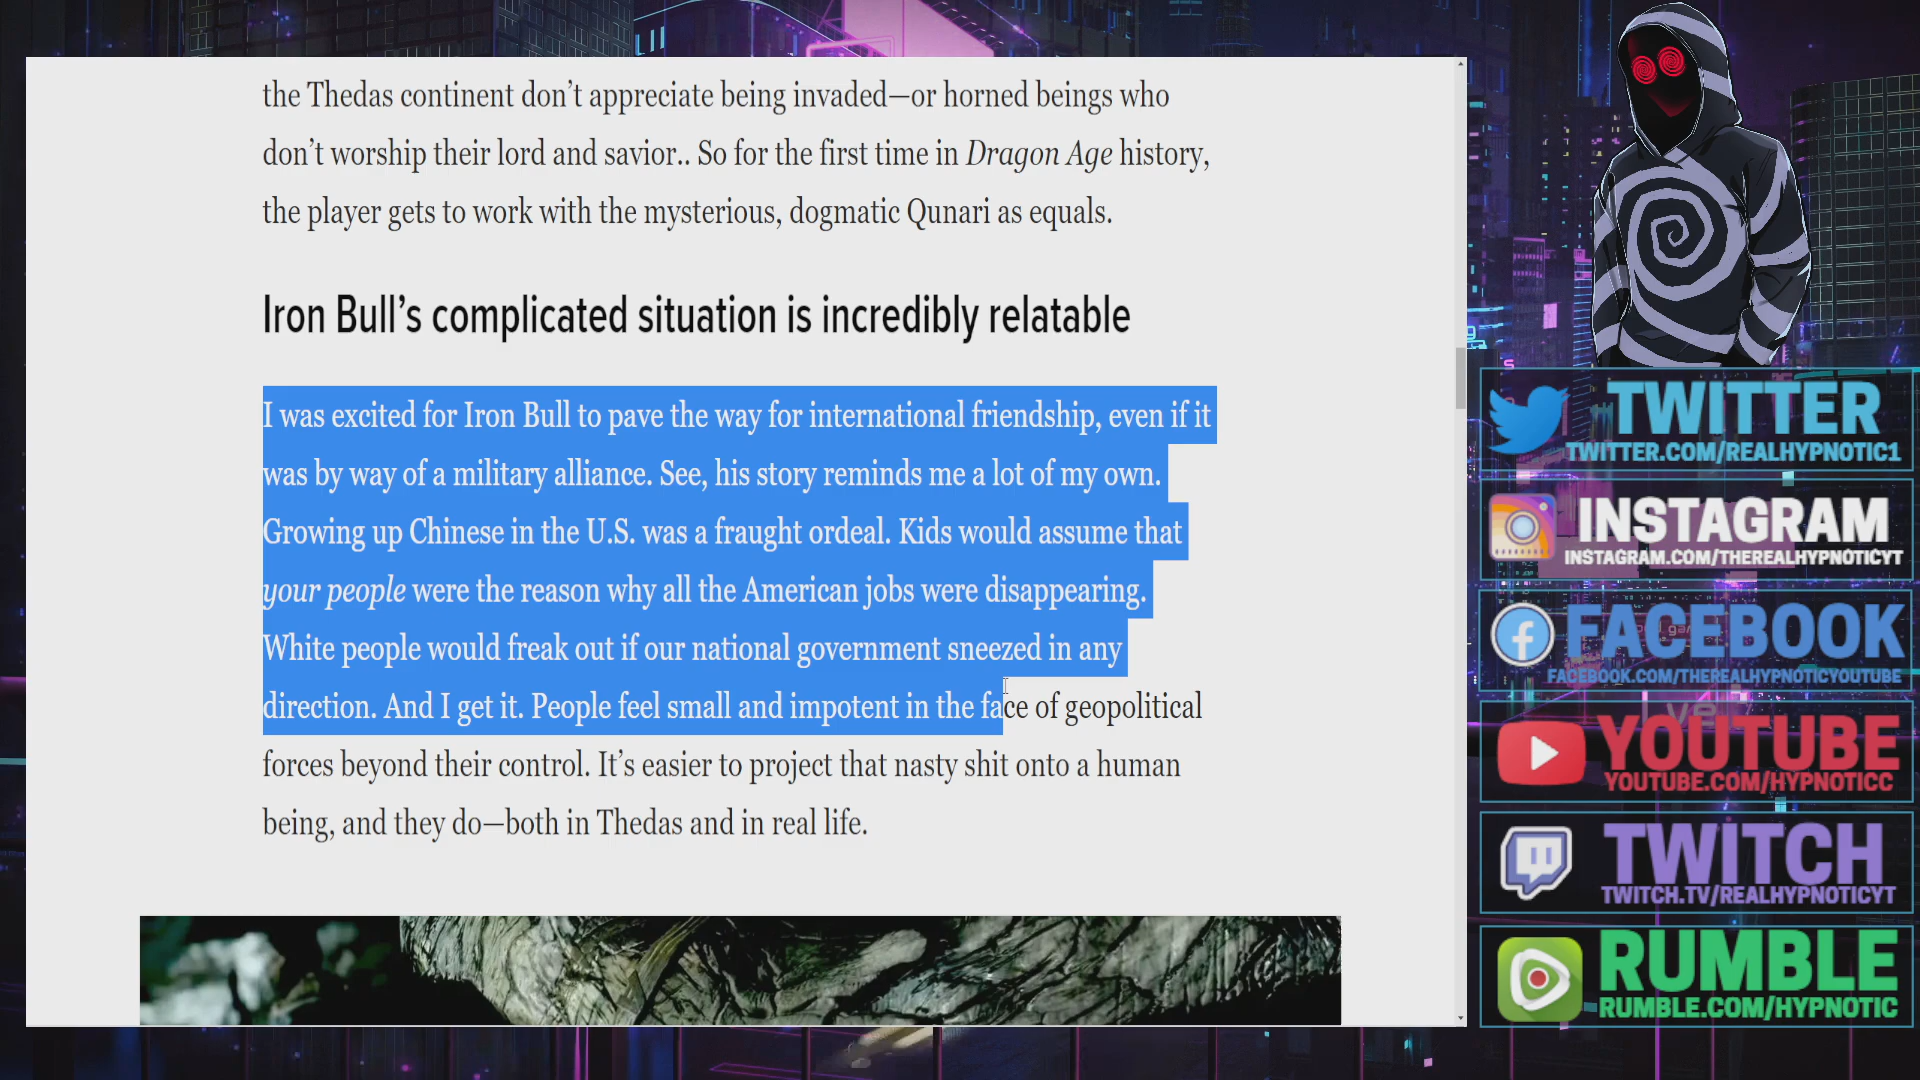 the Thedas continent don’t appreciate being invaded—or horned beings who
don’t worship their lord and savior.. So for the first time in Dragon Age history,
the player gets to work with the mysterious, dogmatic Qunari as equals.
Iron Bull’s complicated situation is incredibly relatable
I was excited for Iron Bull to pave the way for international friendship, even if it
was by way of a military alliance. See, his story reminds me a lot of my own.
Growing up Chinese in the U.S. was a fraught ordeal. Kids would assume that
your people were the reason why all the American jobs were disappearing.
White people would freak out if our national government sneezed in any
direction. And I get it. People feel small and impotent in the face of geopolitical
forces beyond their control. It’s easier to project that nasty shit onto a human
being, and they do—both in Thedas and in real life.
TWITTER
TWITTER.COM/REALHYPNOTIC1
INSTAGRAM
INSTAGRAM.COM/THEREALHYPNOTICYT
FACEBOOK
FACEBOOK.COM/THEREALHYPNOTICYOUTUBE
YOUTUBE
YOUTUBE.COM/HYPNOTICC
TWITCH
TWITCH.TV/REALHYPNOTICYT
RUMBLE
RUMBLE.COM/HYPNOTIC